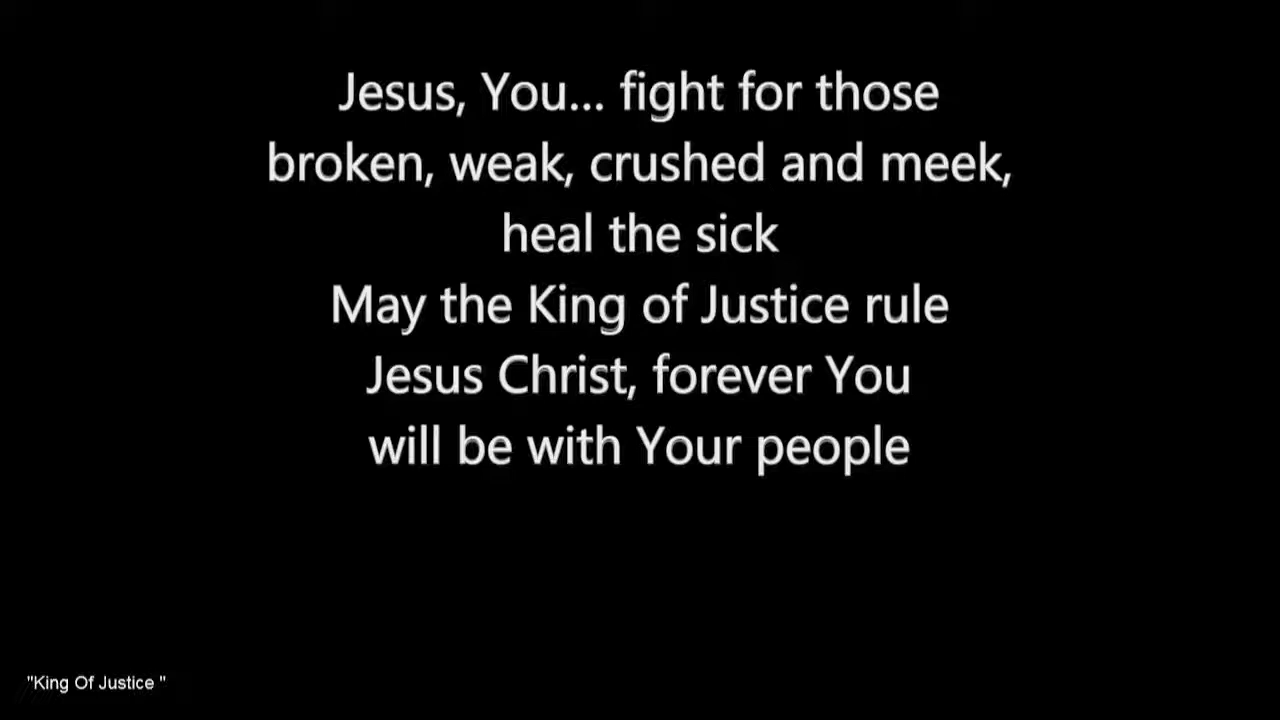 Jesus, You... fight for those
broken, weak, crushed and meek,
heal the sick
May the King of Justice rule
Jesus Christ, forever You
will be with Your people
"King Of Justice "